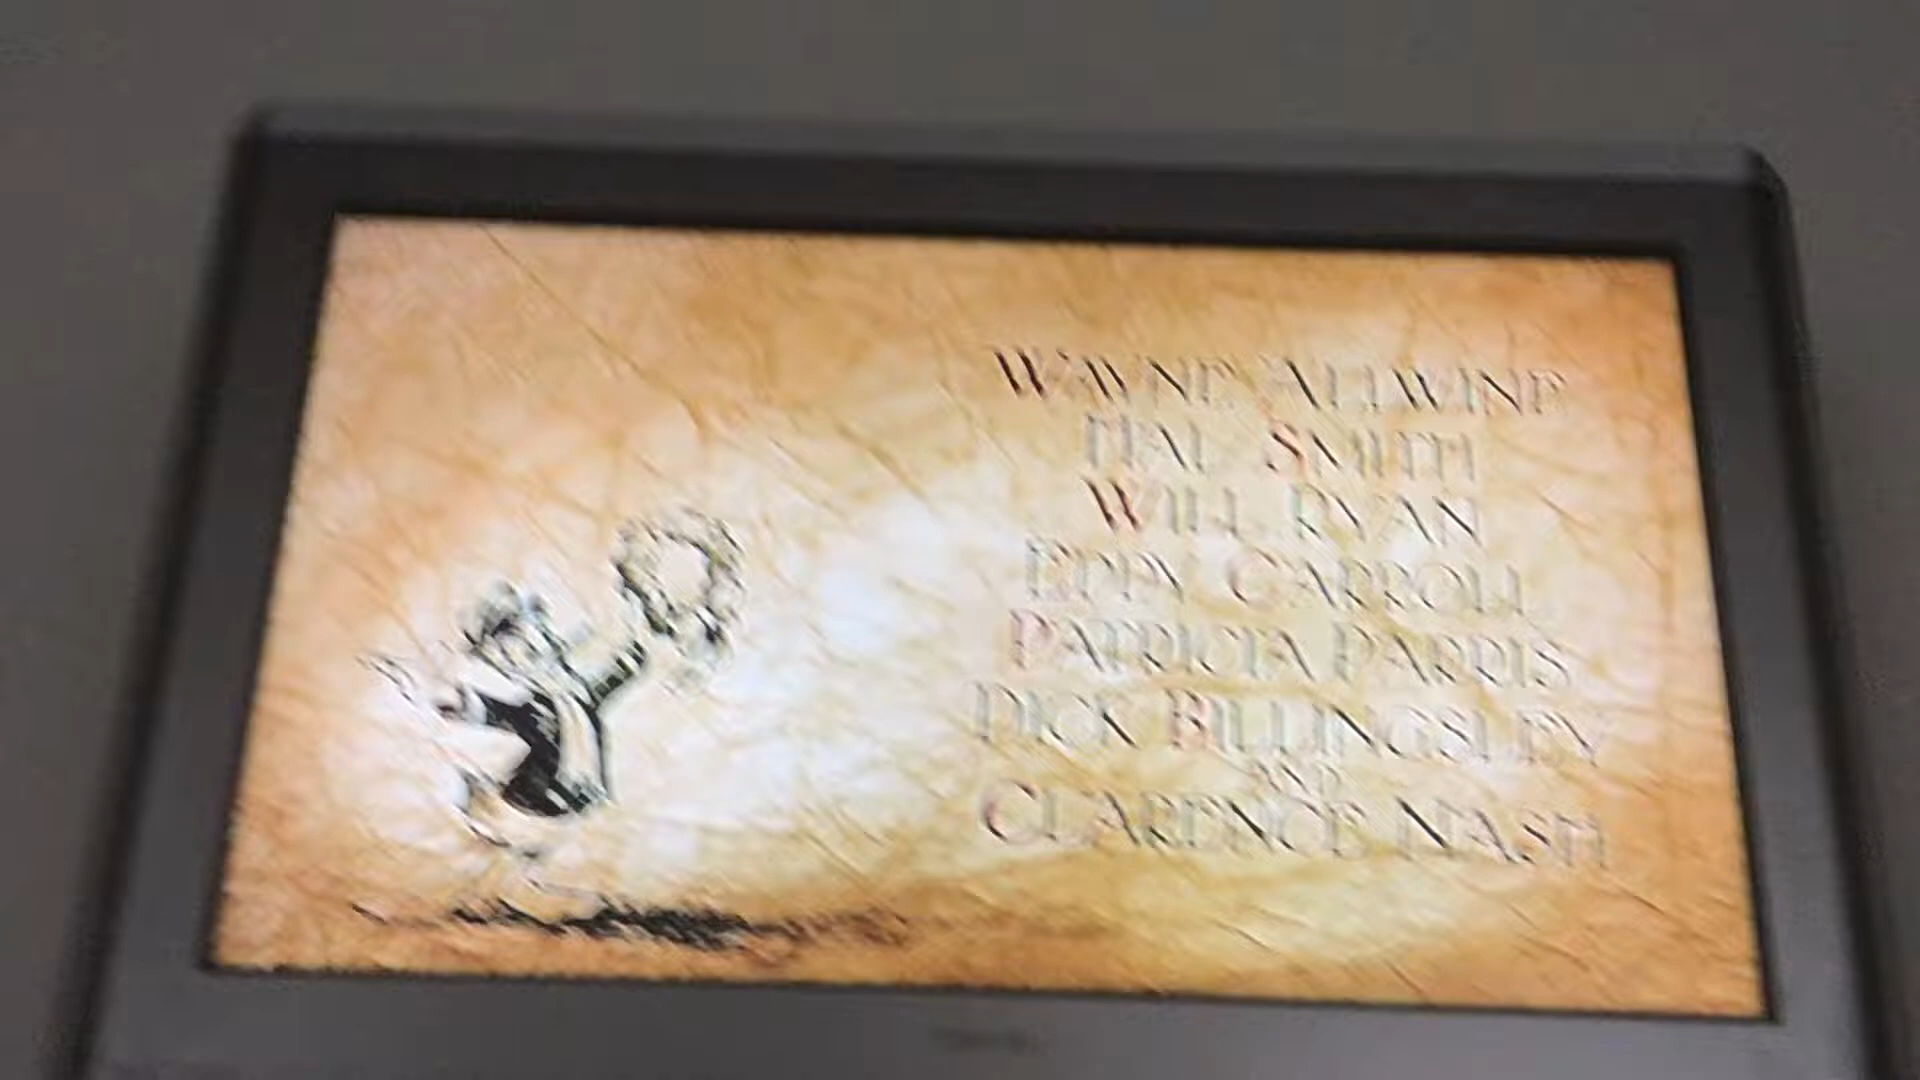 Wayne Allwine
Hal Smith
Will Ryan
Eddy Carroll
Patricia Parris
Dick Billingsley
and
Clarence Nash